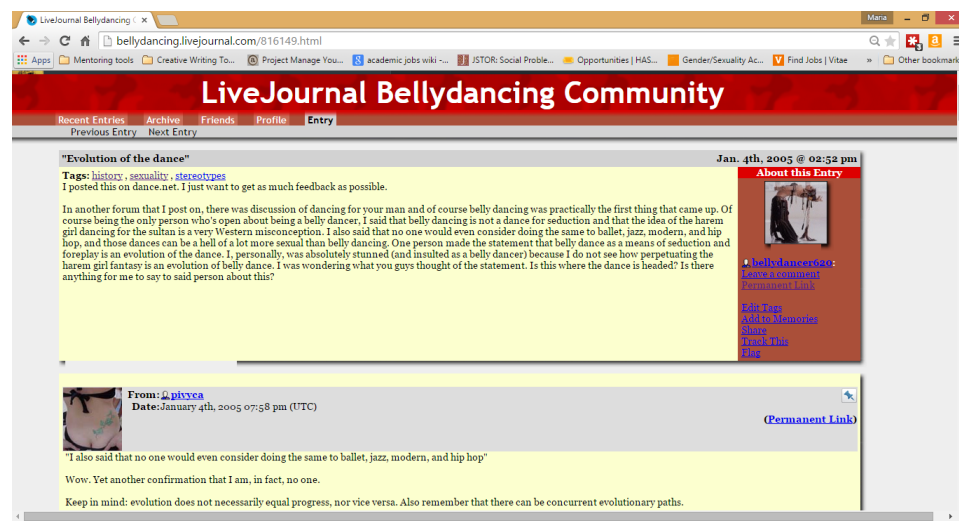 LiveJournal Bellydancing C
Maria
bellydancing.livejournal.com/816149.html
Apps Mentoring tools Creative Writing To... Project Manage You... academic jobs wiki -... JSTOR: Social Proble... Opportunities | HAS... Gender/Sexuality Ac... Find Jobs | Vitae » Other bookmark
LiveJournal Bellydancing Community
Recent Entries Archive Friends Profile Entry
Previous Entry Next Entry
"Evolution of the dance" Jan. 4th, 2005 @ 02:52 pm
Tags: history , sexuality , stereotypes
I posted this on dance.net. I just want to get as much feedback as possible.
In another forum that I post on, there was discussion of dancing for your man and of course belly dancing was practically the first thing that came up. Of
course being the only person who's open about being a belly dancer, I said that belly dancing is not a dance for seduction and that the idea of the harem
girl dancing for the sultan is a very Western misconception. I also said that no one would even consider doing the same to ballet, jazz, modern, and hip
hop, and those dances can be a hell of a lot more sexual than belly dancing. One person made the statement that belly dance as a means of seduction and
foreplay is an evolution of the dance. I, personally, was absolutely stunned (and insulted as a belly dancer) because I do not see how perpetuating the
harem girl fantasy is an evolution of belly dance. I was wondering what you guys thought of the statement. Is this where the dance is headed? Is there
anything for me to say to said person about this?
About this Entry
bellydancer620:
Leave a comment
Permanent Link
Edit Tags
Add to Memories
Share
Track This
Flag
From: pivyca
Date:January 4th, 2005 07:58 pm (UTC)
(Permanent Link)
"I also said that no one would even consider doing the same to ballet, jazz, modern, and hip hop"
Wow. Yet another confirmation that I am, in fact, no one.
Keep in mind: evolution does not necessarily equal progress, nor vice versa. Also remember that there can be concurrent evolutionary paths.